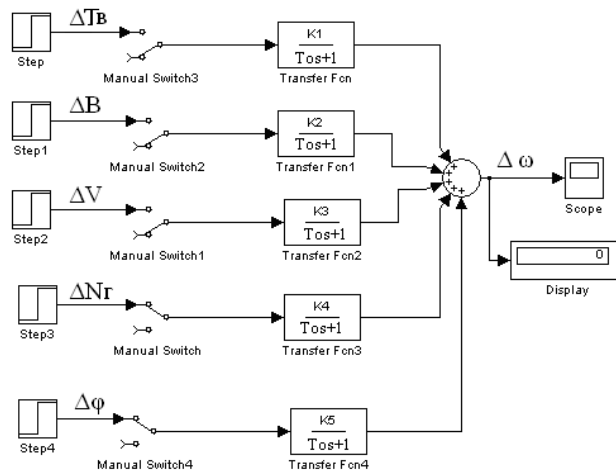 ΔTв
Step
Manual Switch3
K1
Tos+1
Transfer Fcn
ΔB
Step1
Manual Switch2
K2
Tos+1
Transfer Fcn1
ΔV
Step2
Manual Switch1
K3
Tos+1
Transfer Fcn2
ΔNr
Step3
Manual Switch
K4
Tos+1
Transfer Fcn3
Δφ
Step4
Manual Switch4
K5
Tos+1
Transfer Fcn4
+
+
+
+
+
Δ ω
Scope
0
Display